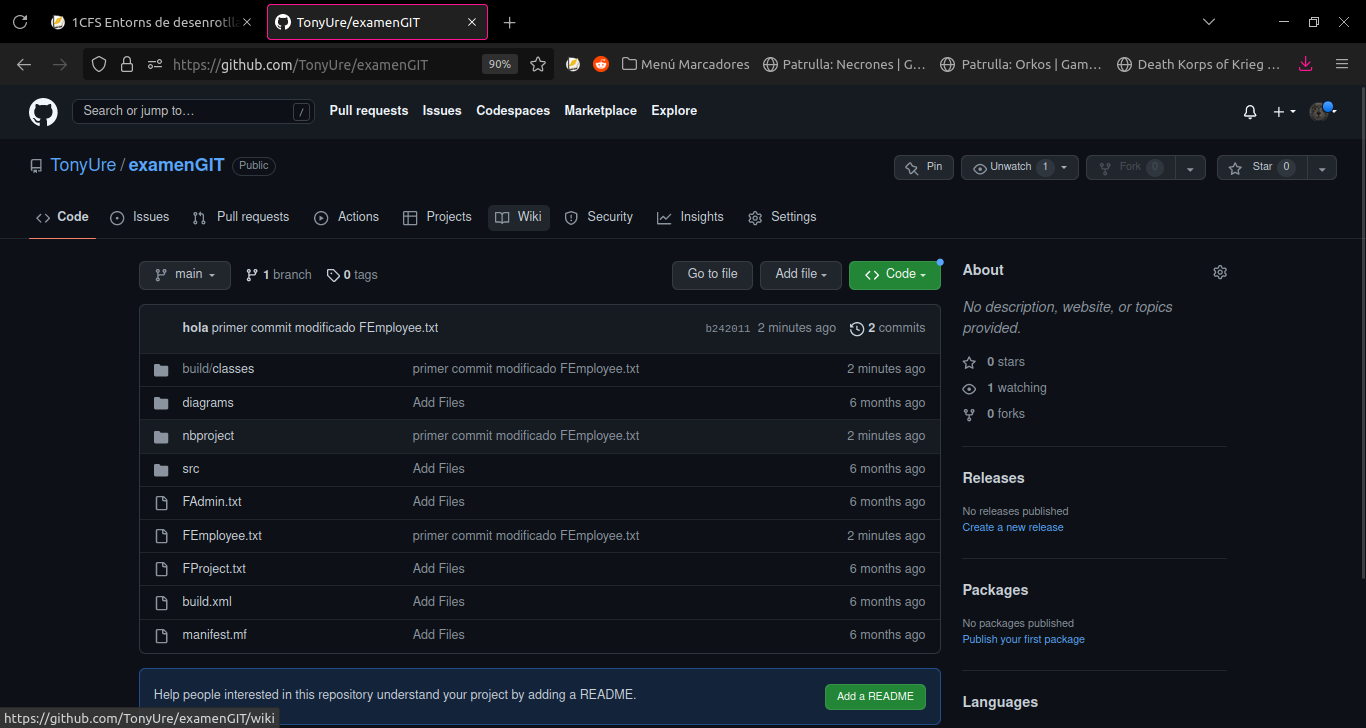 1CFS Entorns de desenrotlla
TonyUre/examenGIT
https://github.com/TonyUre/examenGIT
90%
Menú Marcadores
Patrulla: Necrones | G...
Patrulla: Orkos | Gam...
Death Korps of Krieg ...
Search or jump to...
/
Pull requests
Issues
Codespaces
Marketplace
Explore
TonyUre / examenGIT
Public
Pin
Unwatch 1
Fork 0
Star 0
Code
Issues
Pull requests
Actions
Projects
Wiki
Security
Insights
Settings
main
1 branch
0 tags
Go to file
Add file
Code
hola primer commit modificado FEmployee.txt b242011 2 minutes ago 2 commits
build/classes primer commit modificado FEmployee.txt 2 minutes ago
diagrams Add Files 6 months ago
nbproject primer commit modificado FEmployee.txt 2 minutes ago
src Add Files 6 months ago
FAdmin.txt Add Files 6 months ago
FEmployee.txt primer commit modificado FEmployee.txt 2 minutes ago
FProject.txt Add Files 6 months ago
build.xml Add Files 6 months ago
manifest.mf Add Files 6 months ago
Help people interested in this repository understand your project by adding a README.
Add a README
About
No description, website, or topics
provided.
0 stars
1 watching
0 forks
Releases
No releases published
Create a new release
Packages
No packages published
Publish your first package
Languages
https://github.com/TonyUre/examenGIT/wiki